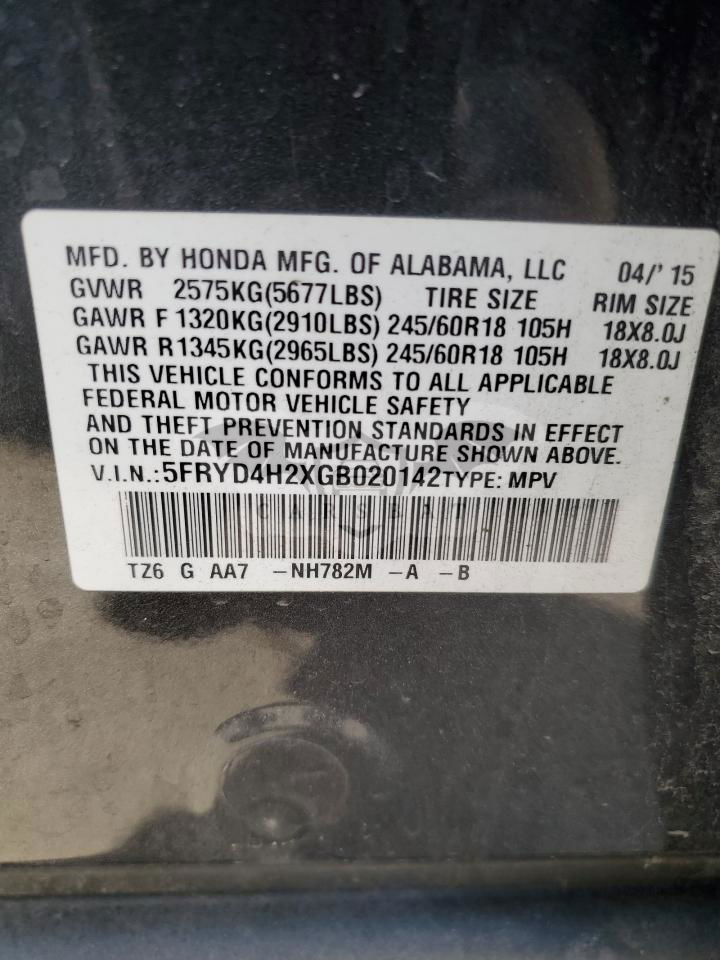 MFD. BY HONDA MFG. OF ALABAMA, LLC 04/' 15
GVWR 2575KG(5677LBS) TIRE SIZE RIM SIZE
GAWR F 1320KG(2910LBS) 245/60R18 105H 18X8.0J
GAWR R1345KG(2965LBS) 245/60R18 105H 18X8.0J
THIS VEHICLE CONFORMS TO ALL APPLICABLE
FEDERAL MOTOR VEHICLE SAFETY
AND THEFT PREVENTION STANDARDS IN EFFECT
ON THE DATE OF MANUFACTURE SHOWN ABOVE.
V.I.N.:5FRYD4H2XGB020142TYPE: MPV
TZ6 G AA7 -NH782M -A -B